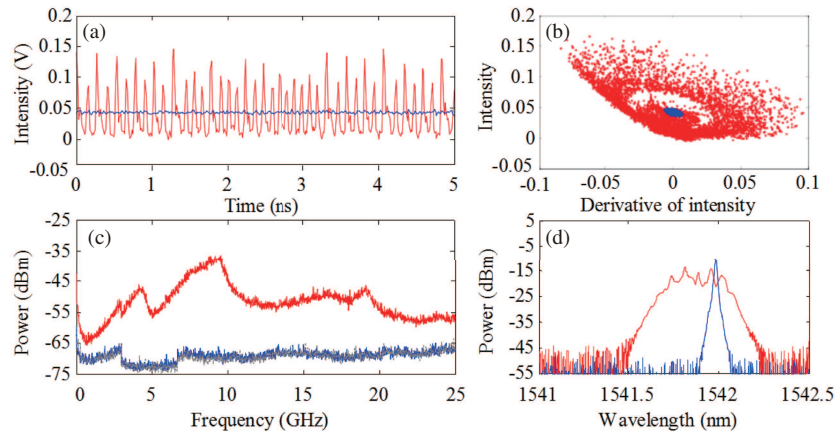 (a)
Intensity (V)
0.2
0.15
0.1
0.05
0
-0.05
0 1 2 3 4 5
Time (ns)
(b)
Intensity
0.2
0.15
0.1
0.05
0
-0.05
-0.1 -0.05 0 0.05 0.1
Derivative of intensity
(c)
Power (dBm)
-25
-35
-45
-55
-65
-75
0 5 10 15 20 25
Frequency (GHz)
(d)
Power (dBm)
-5
-15
-25
-35
-45
-55
1541 1541.5 1542 1542.5
Wavelength (nm)